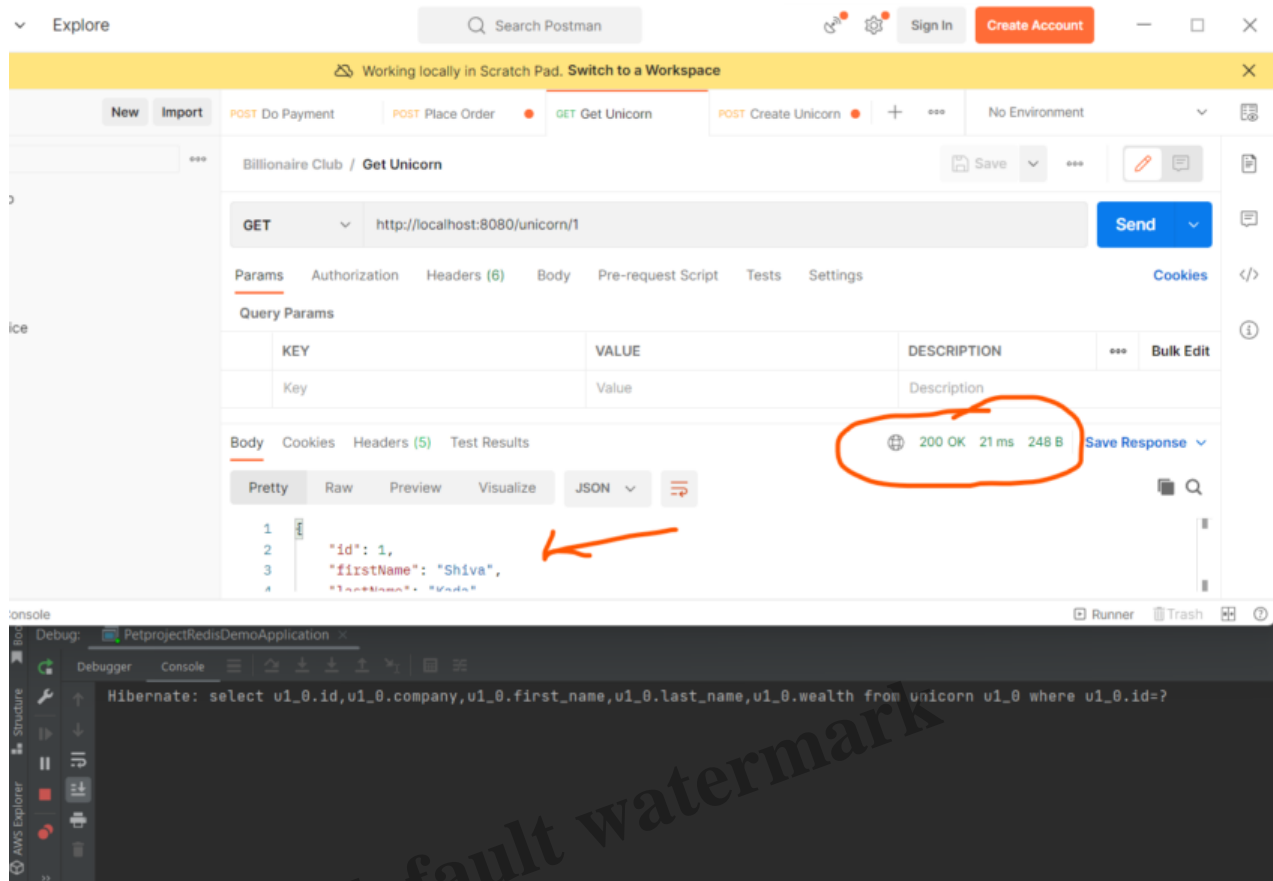 Explore
Search Postman
Sign In
Create Account
Working locally in Scratch Pad. Switch to a Workspace
New Import
POST Do Payment
POST Place Order
GET Get Unicorn
POST Create Unicorn
No Environment
Billionaire Club / Get Unicorn
Save
GET
http://localhost:8080/unicorn/1
Send
Params Authorization Headers (6) Body Pre-request Script Tests Settings Cookies
ice
Query Params
KEY VALUE DESCRIPTION Bulk Edit
Key Value Description
Body Cookies Headers (5) Test Results
200 OK 21 ms 248 B Save Response
Pretty Raw Preview Visualize JSON
1 {
2 "id": 1,
3 "firstName": "Shiva",
Console
Runner Trash
Debug: PetprojectRedisDemoApplication
Debugger Console
Hibernate: select u1_0.id,u1_0.company,u1_0.first_name,u1_0.last_name,u1_0.wealth from unicorn u1_0 where u1_0.id=?
Structure
AWS Explorer
fault watermark